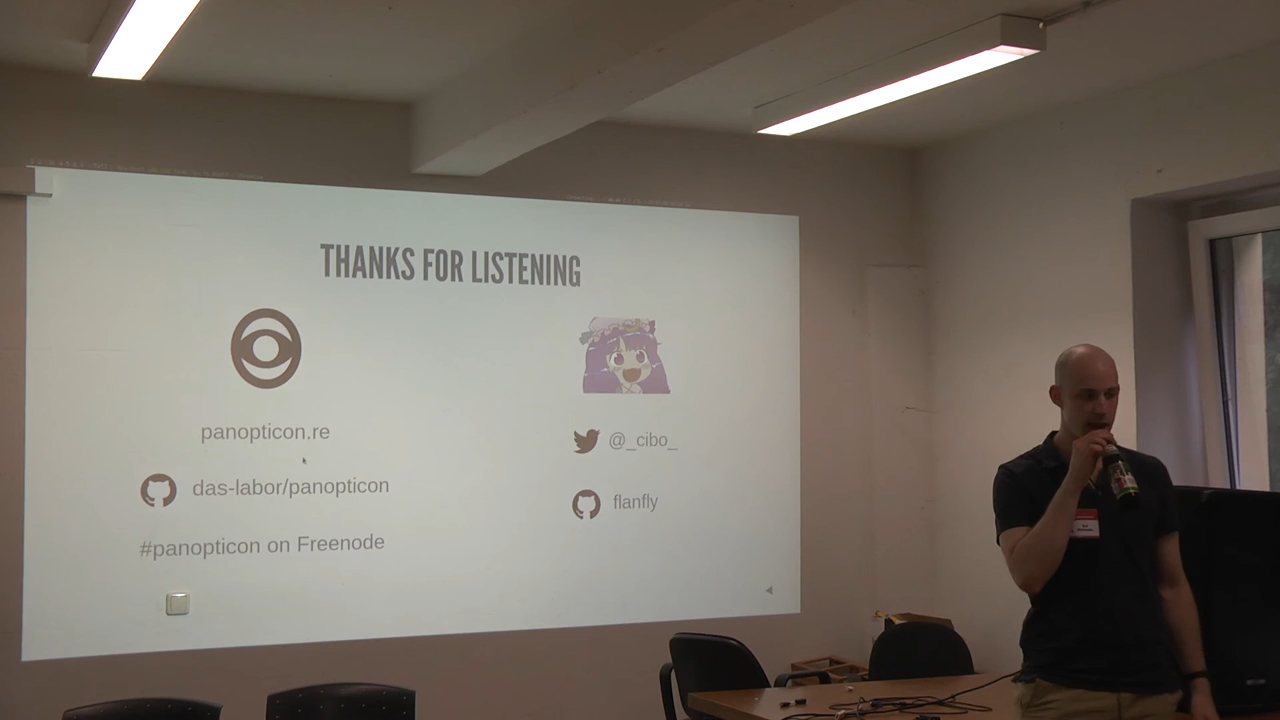 THANKS FOR LISTENING
panopticon.re
das-labor/panopticon
#panopticon on Freenode
@_cibo_
flanfly